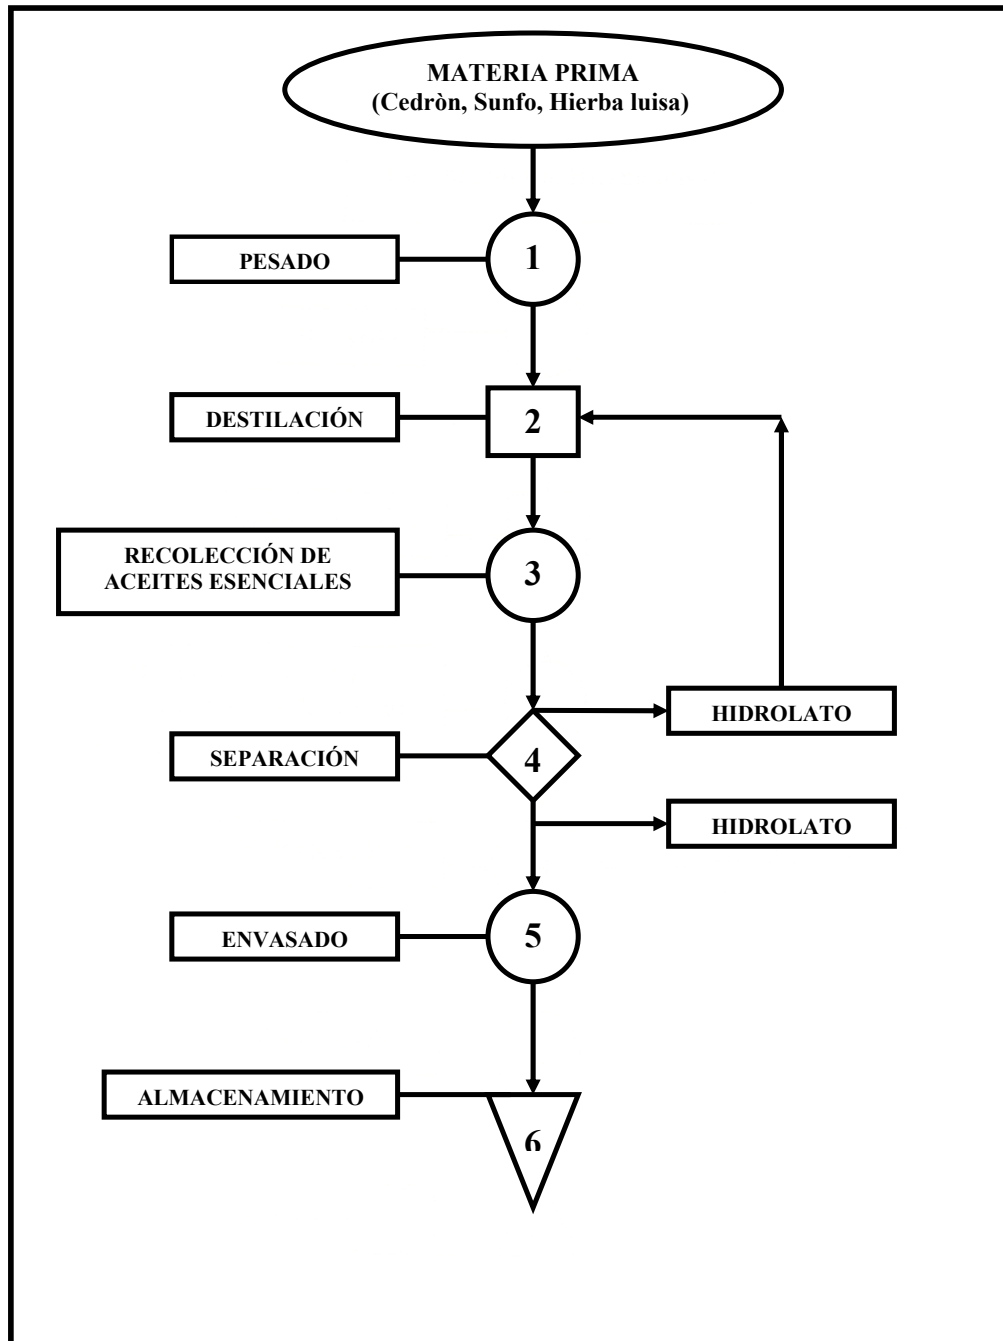 MATERIA PRIMA
(Cedròn, Sunfo, Hierba luisa)
PESADO
1
DESTILACIÓN
2
RECOLECCIÓN DE
ACEITES ESENCIALES
3
HIDROLATO
SEPARACIÓN
4
HIDROLATO
ENVASADO
5
ALMACENAMIENTO
6